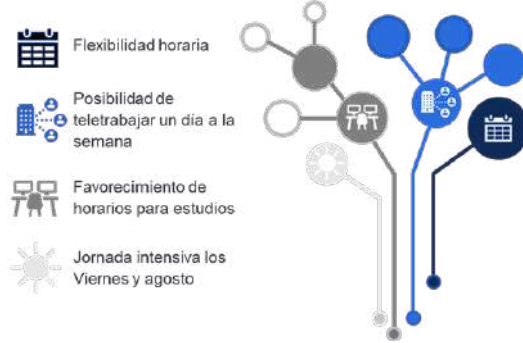 Flexibilidad horaria
Posibilidad de
teletrabajar un día a la
semana
Favorecimiento de
horarios para estudios
Jornada intensiva los
Viernes y agosto